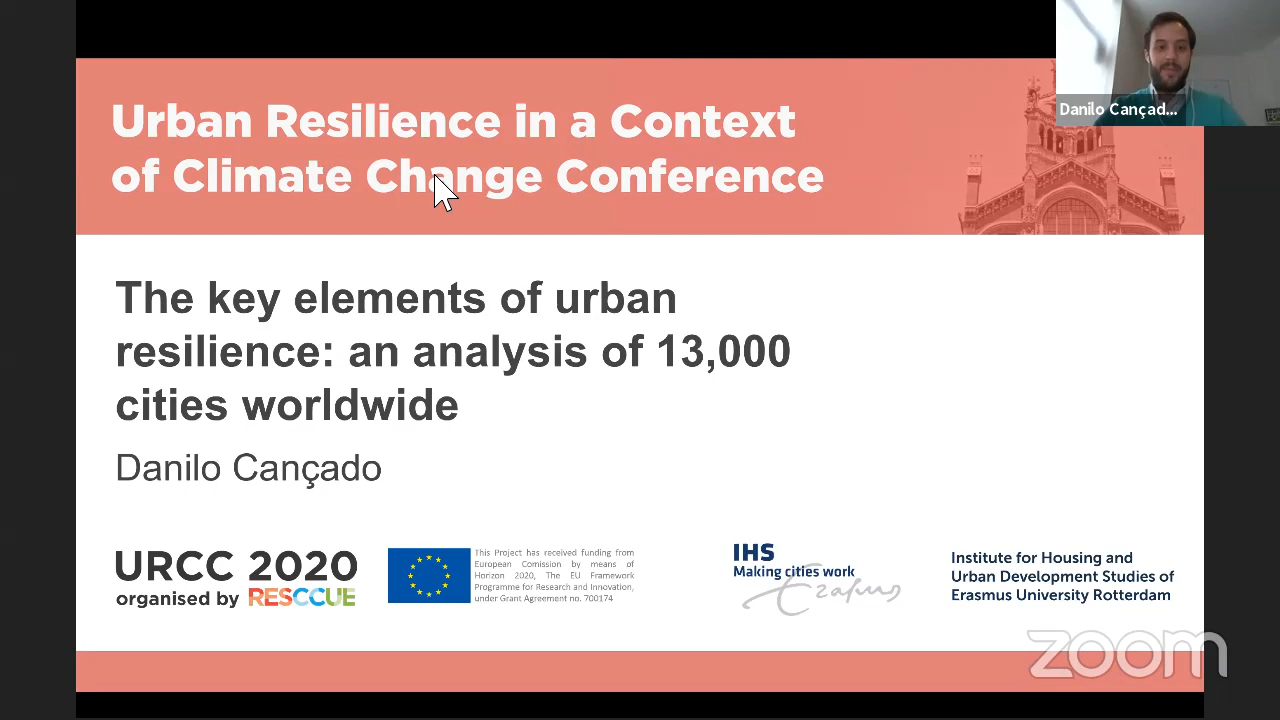 Urban Resilience in a Context
of Climate Change Conference
Danilo Cançad...
The key elements of urban
resilience: an analysis of 13,000
cities worldwide
Danilo Cançado
URCC 2020
organised by RESCCUE
This Project has received funding from
European Comission by means of
Horizon 2020, The EU Framework
Programme for Research and Innovation,
under Grant Agreement no. 700174
IHS
Making cities work
Erasmus
Institute for Housing and
Urban Development Studies of
Erasmus University Rotterdam
zoom